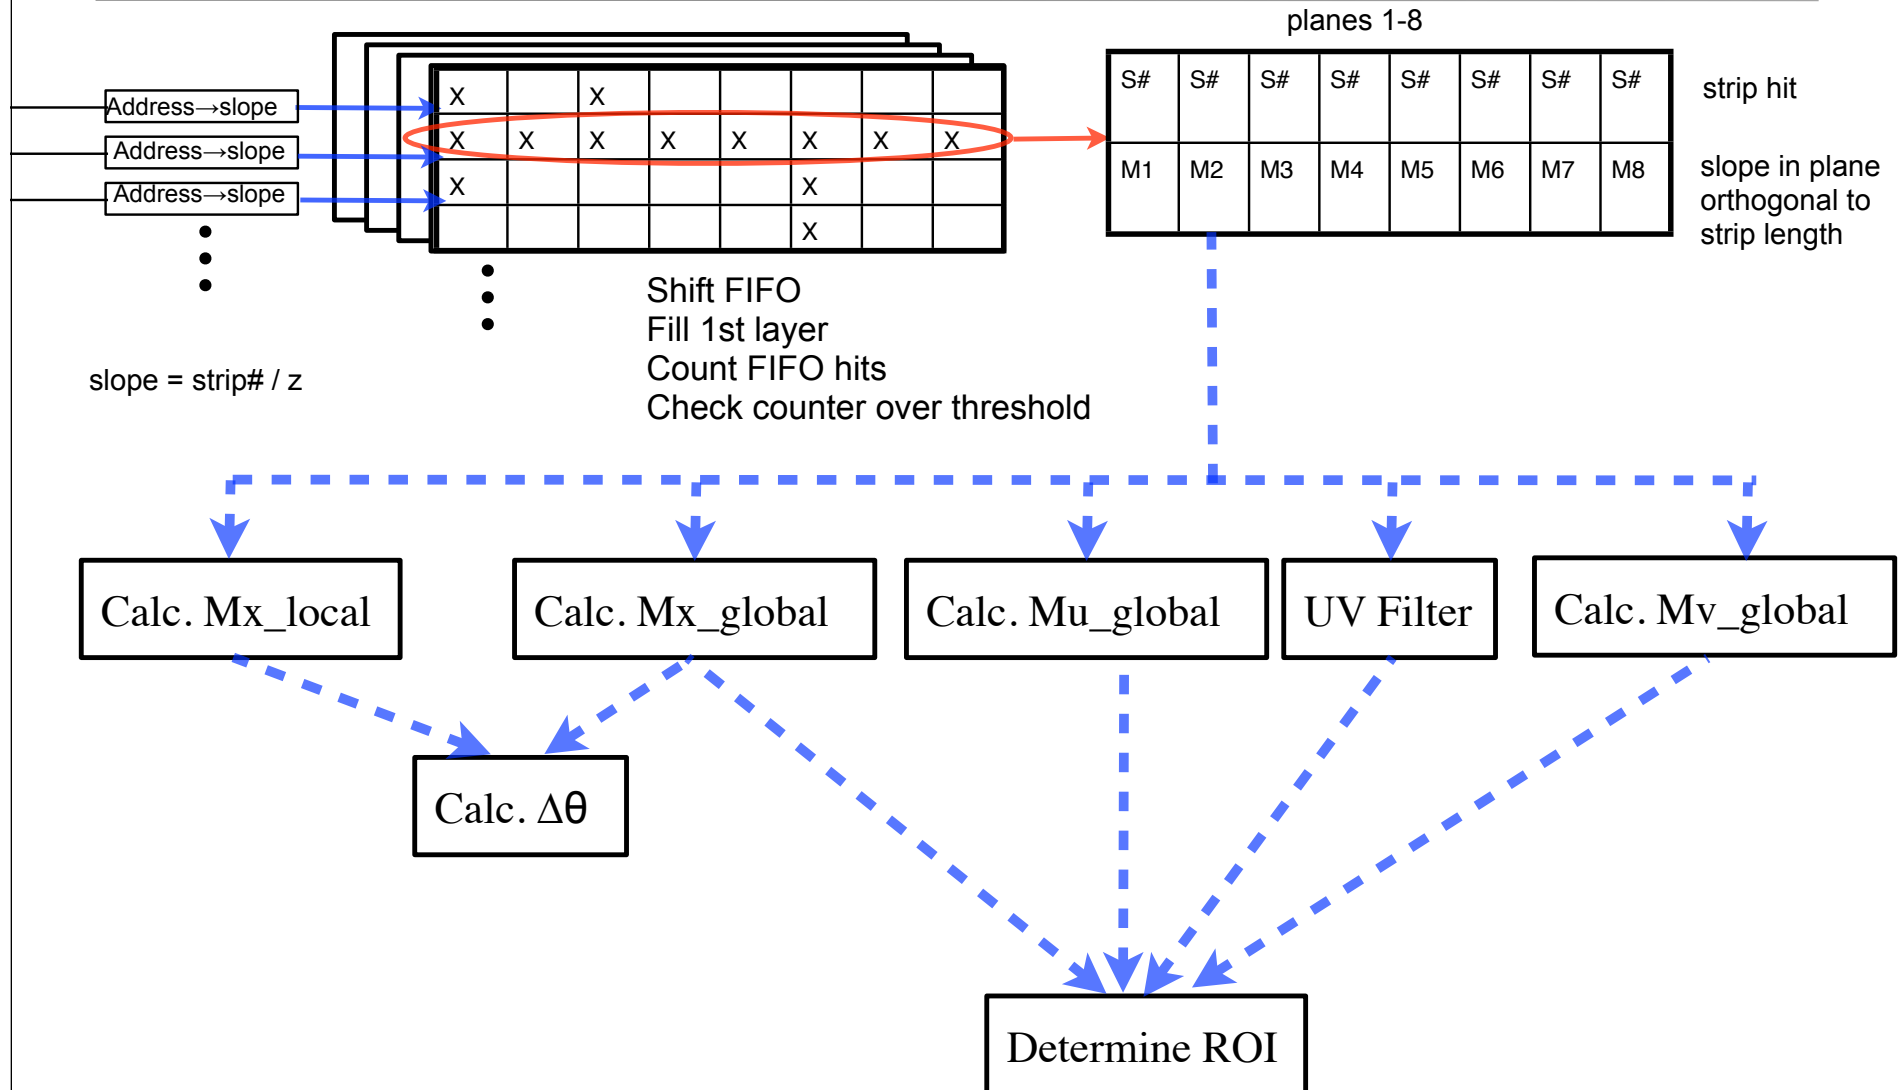 planes 1-8
Address→slope
Address→slope
Address→slope
X X
X X X X X X X X
X X
X
S# S# S# S# S# S# S# S#
strip hit
M1 M2 M3 M4 M5 M6 M7 M8
slope in plane
orthogonal to
strip length
Shift FIFO
Fill 1st layer
Count FIFO hits
Check counter over threshold
slope = strip# / z
Calc. Mx_local
Calc. Mx_global
Calc. Mu_global
UV Filter
Calc. Mv_global
Calc. Δθ
Determine ROI